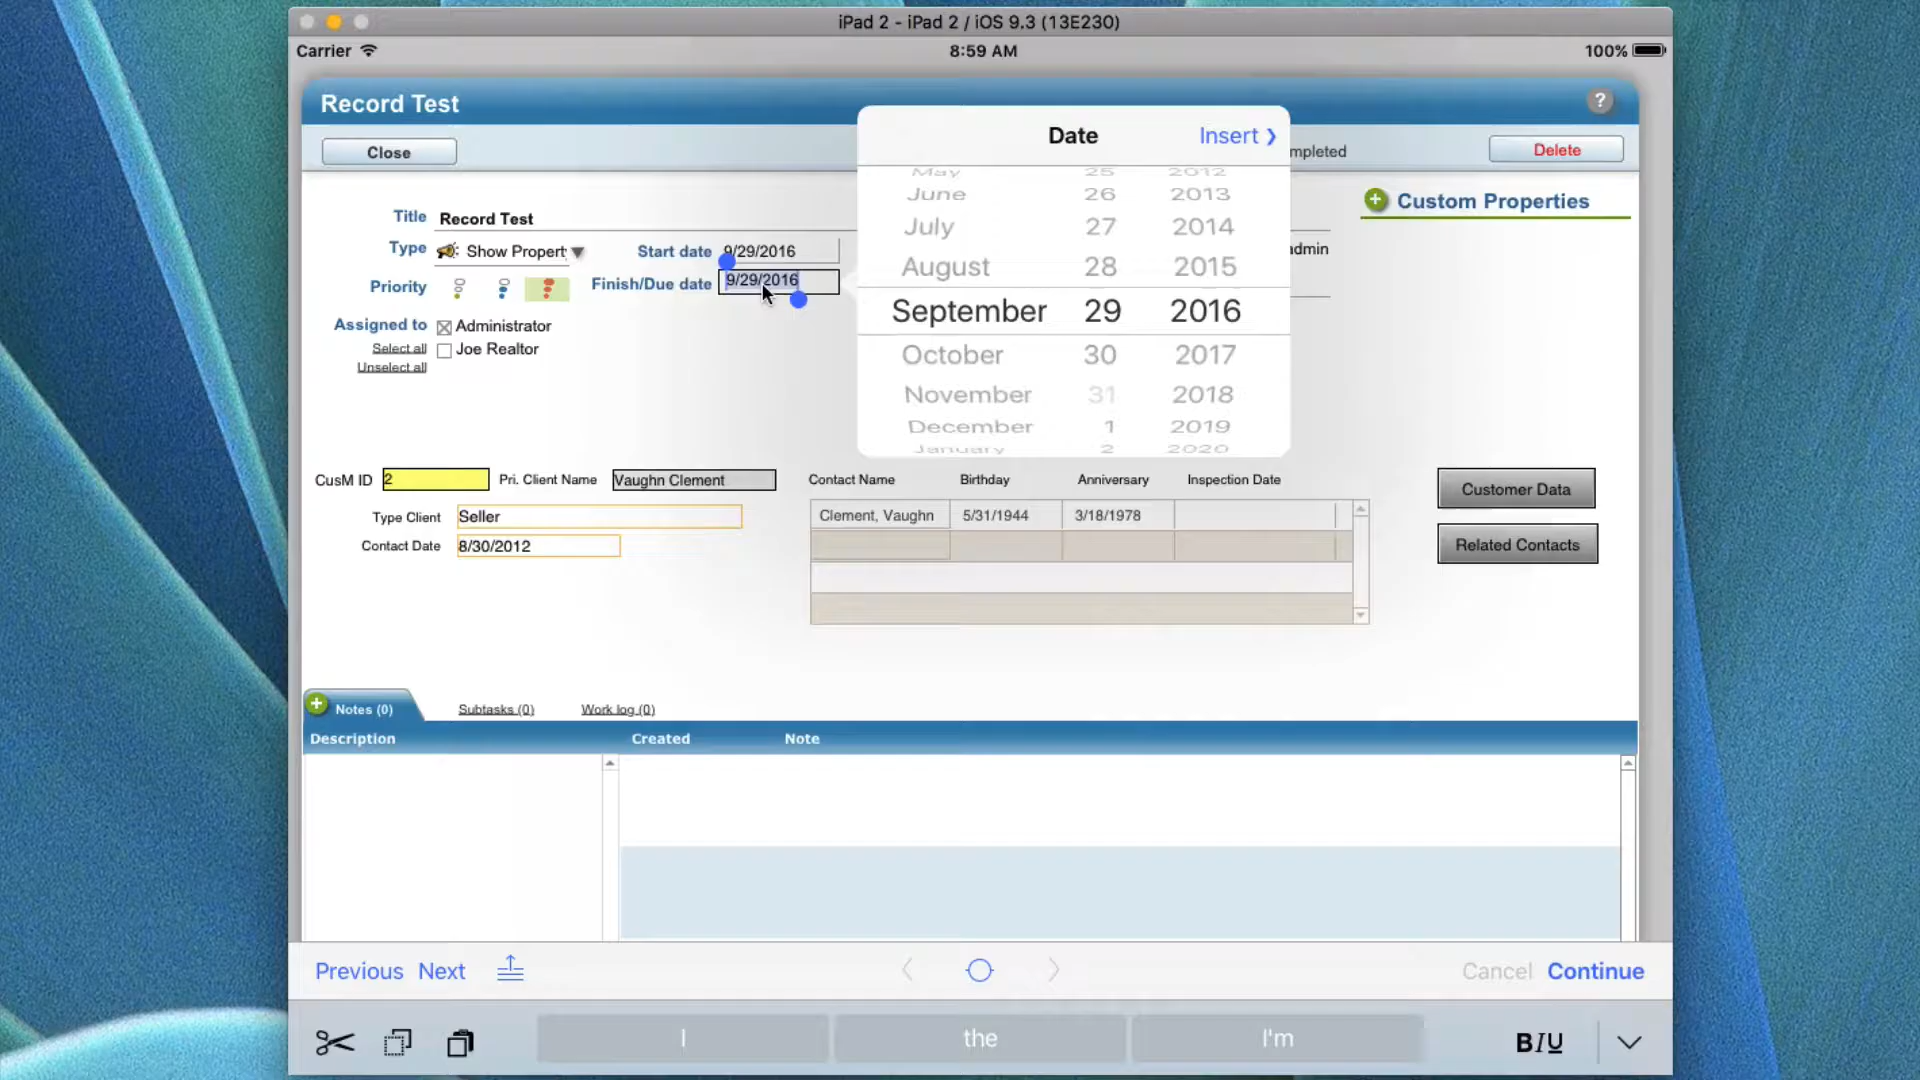 iPad 2 - iPad 2 / iOS 9.3 (13E230)
Carrier
8:59 AM
100%
Record Test
?
Close
Date
Insert
mpleted
Delete
May 25 2012
June 26 2013
July 27 2014
August 28 2015
September 29 2016
October 30 2017
November 31 2018
December 1 2019
January 2 2020
Custom Properties
Title Record Test
Type Show Propert
Start date 9/29/2016
dmin
Priority
Finish/Due date 9/29/2016
Assigned to Administrator
Select all Joe Realtor
Unselect all
CusM ID 2 Pri. Client Name Vaughn Clement
Type Client Seller
Contact Date 8/30/2012
Contact Name Birthday Anniversary Inspection Date
Clement, Vaughn 5/31/1944 3/18/1978
Customer Data
Related Contacts
Notes (0) Subtasks (0) Work log (0)
Description Created Note
Previous Next
Cancel Continue
I the I'm
BIU